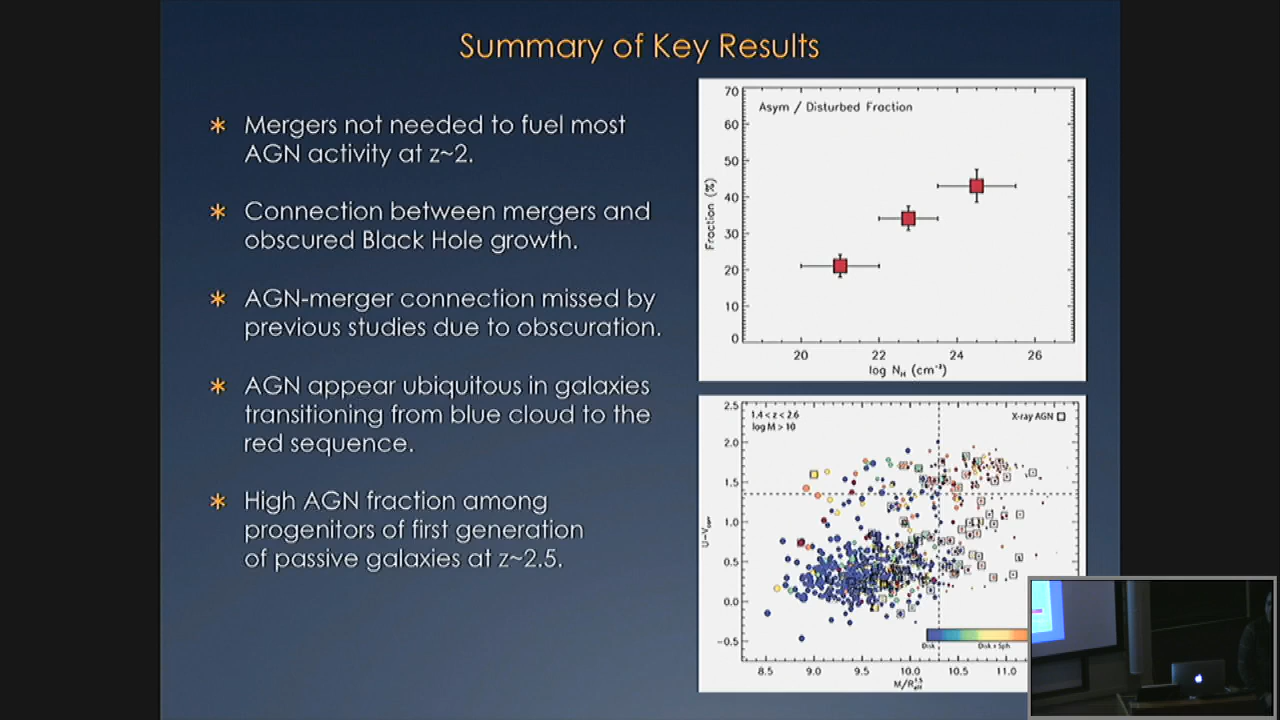 Summary of Key Results
* Mergers not needed to fuel most
AGN activity at z~2.
* Connection between mergers and
obscured Black Hole growth.
* AGN-merger connection missed by
previous studies due to obscuration.
* AGN appear ubiquitous in galaxies
transitioning from blue cloud to the
red sequence.
* High AGN fraction among
progenitors of first generation
of passive galaxies at z~2.5.
Asym / Disturbed Fraction
Fraction (%)
70
60
50
40
30
20
10
0
20 22 24 26
log N_H (cm⁻²)
1.4 < z < 2.6
log M > 10
X-ray AGN
2.5
2.0
1.5
1.0
0.5
0.0
−0.5
Disk Disk + Sph.
8.5 9.0 9.5 10.0 10.5 11.0